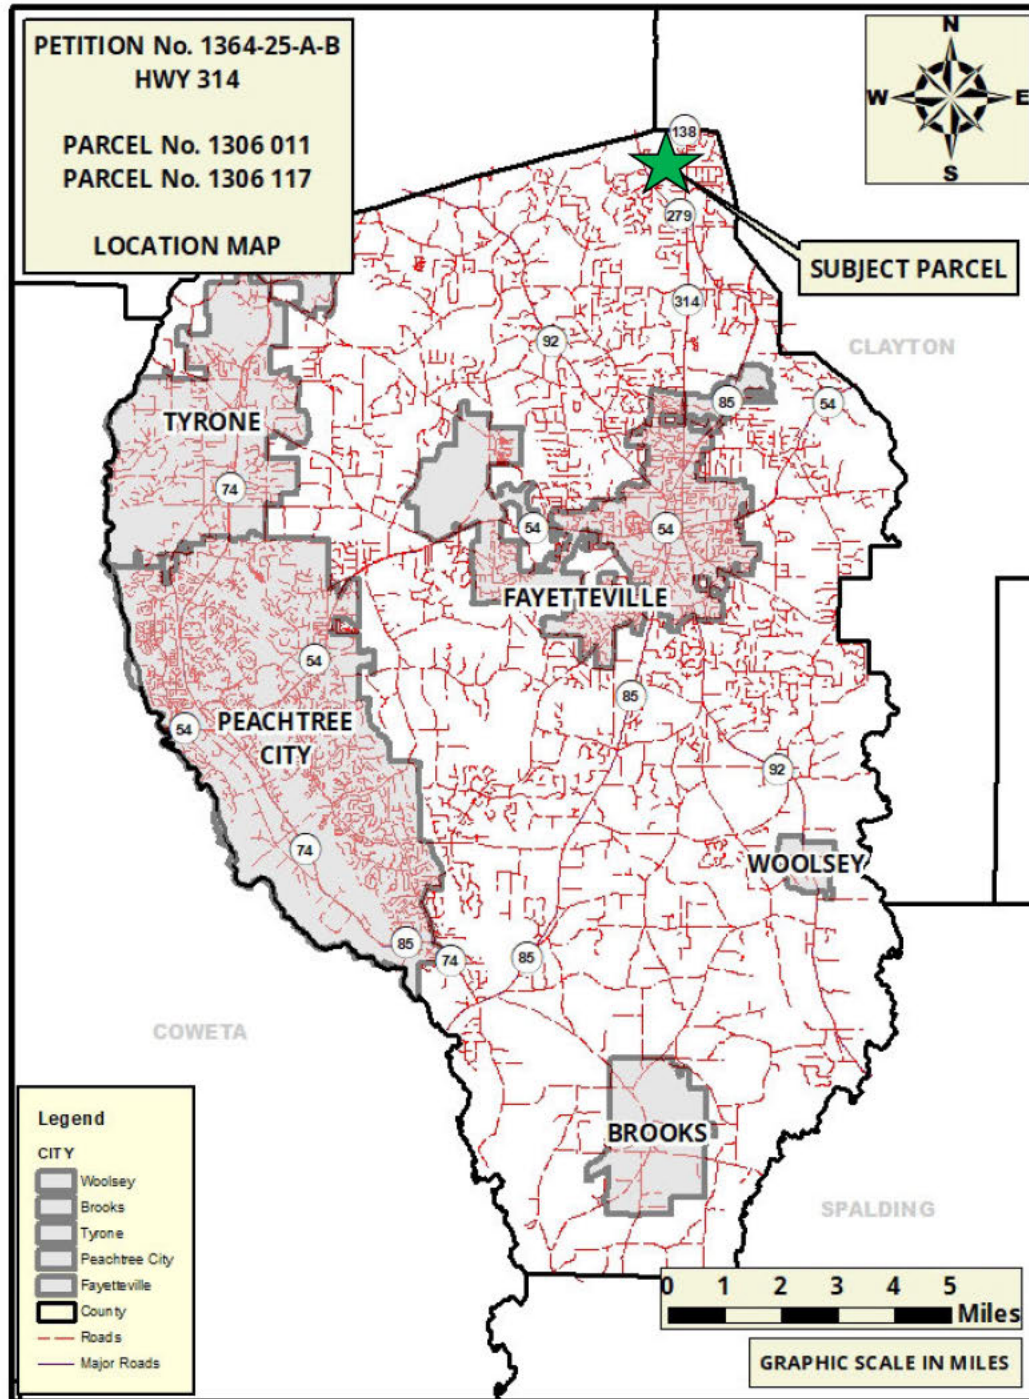 PETITION No. 1364-25-A-B
HWY 314
PARCEL No. 1306 011
PARCEL No. 1306 117
LOCATION MAP
N
W
E
S
138
SUBJECT PARCEL
279
314
92
CLAYTON
85
54
TYRONE
74
54
54
FAYETTEVILLE
54
85
54
PEACHTREE
CITY
92
74
WOOLSEY
85
74
85
COWETA
BROOKS
SPALDING
Legend
CITY
Woolsey
Brooks
Tyrone
Peachtree City
Fayetteville
County
Roads
Major Roads
0 1 2 3 4 5
Miles
GRAPHIC SCALE IN MILES